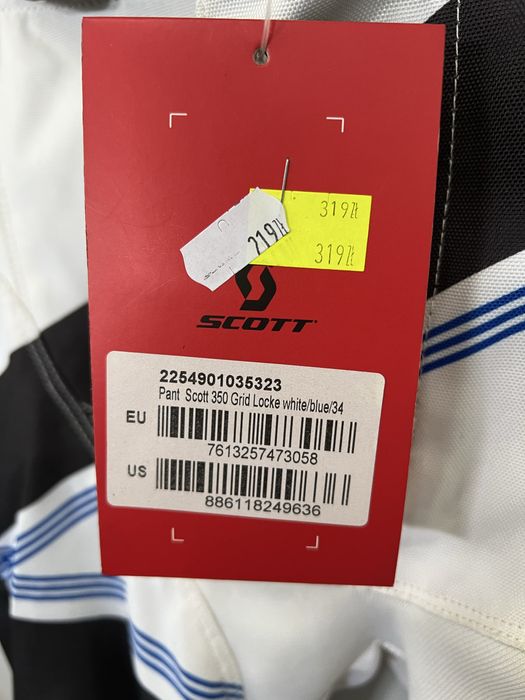 319zł
319zł
219zł
SCOTT
2254901035323
Pant Scott 350 Grid Locke white/blue/34
EU
7613257473058
US
886118249636